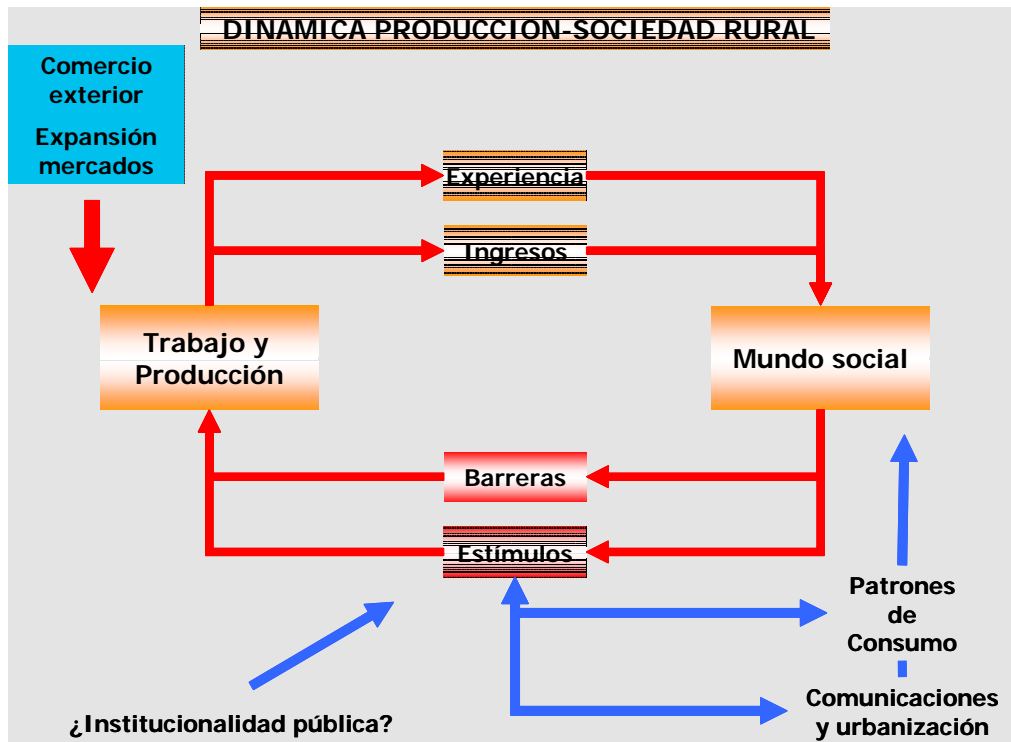 DINAMICA PRODUCCION-SOCIEDAD RURAL
Comercio
exterior
Expansión
mercados
Experiencia
Ingresos
Trabajo y
Producción
Mundo social
Barreras
Estímulos
Patrones
de
Consumo
¿Institucionalidad pública?
Comunicaciones
y urbanización